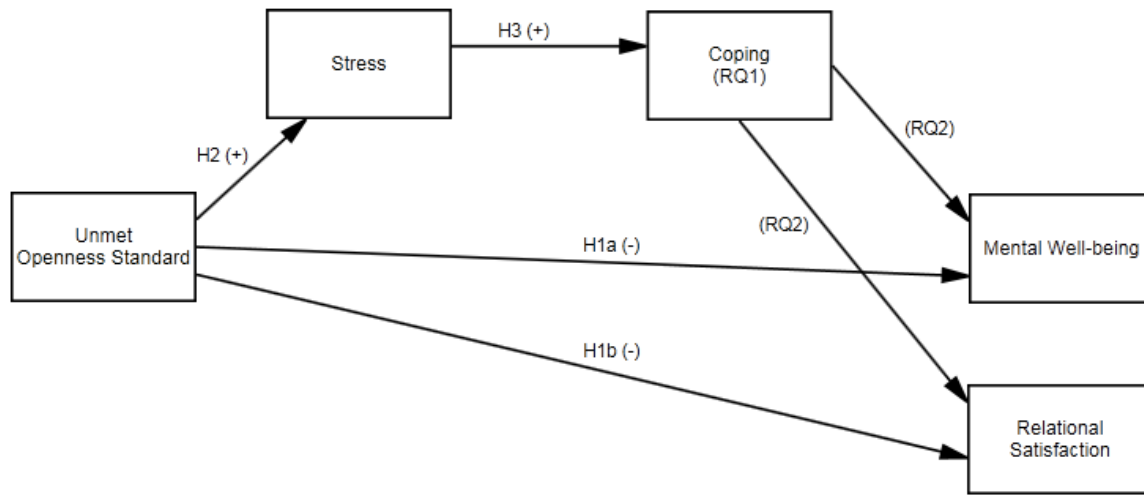 H3 (+)
Stress
Coping
(RQ1)
(RQ2)
H2 (+)
Unmet
Openness Standard
(RQ2)
H1a (-)
Mental Well-being
H1b (-)
Relational
Satisfaction